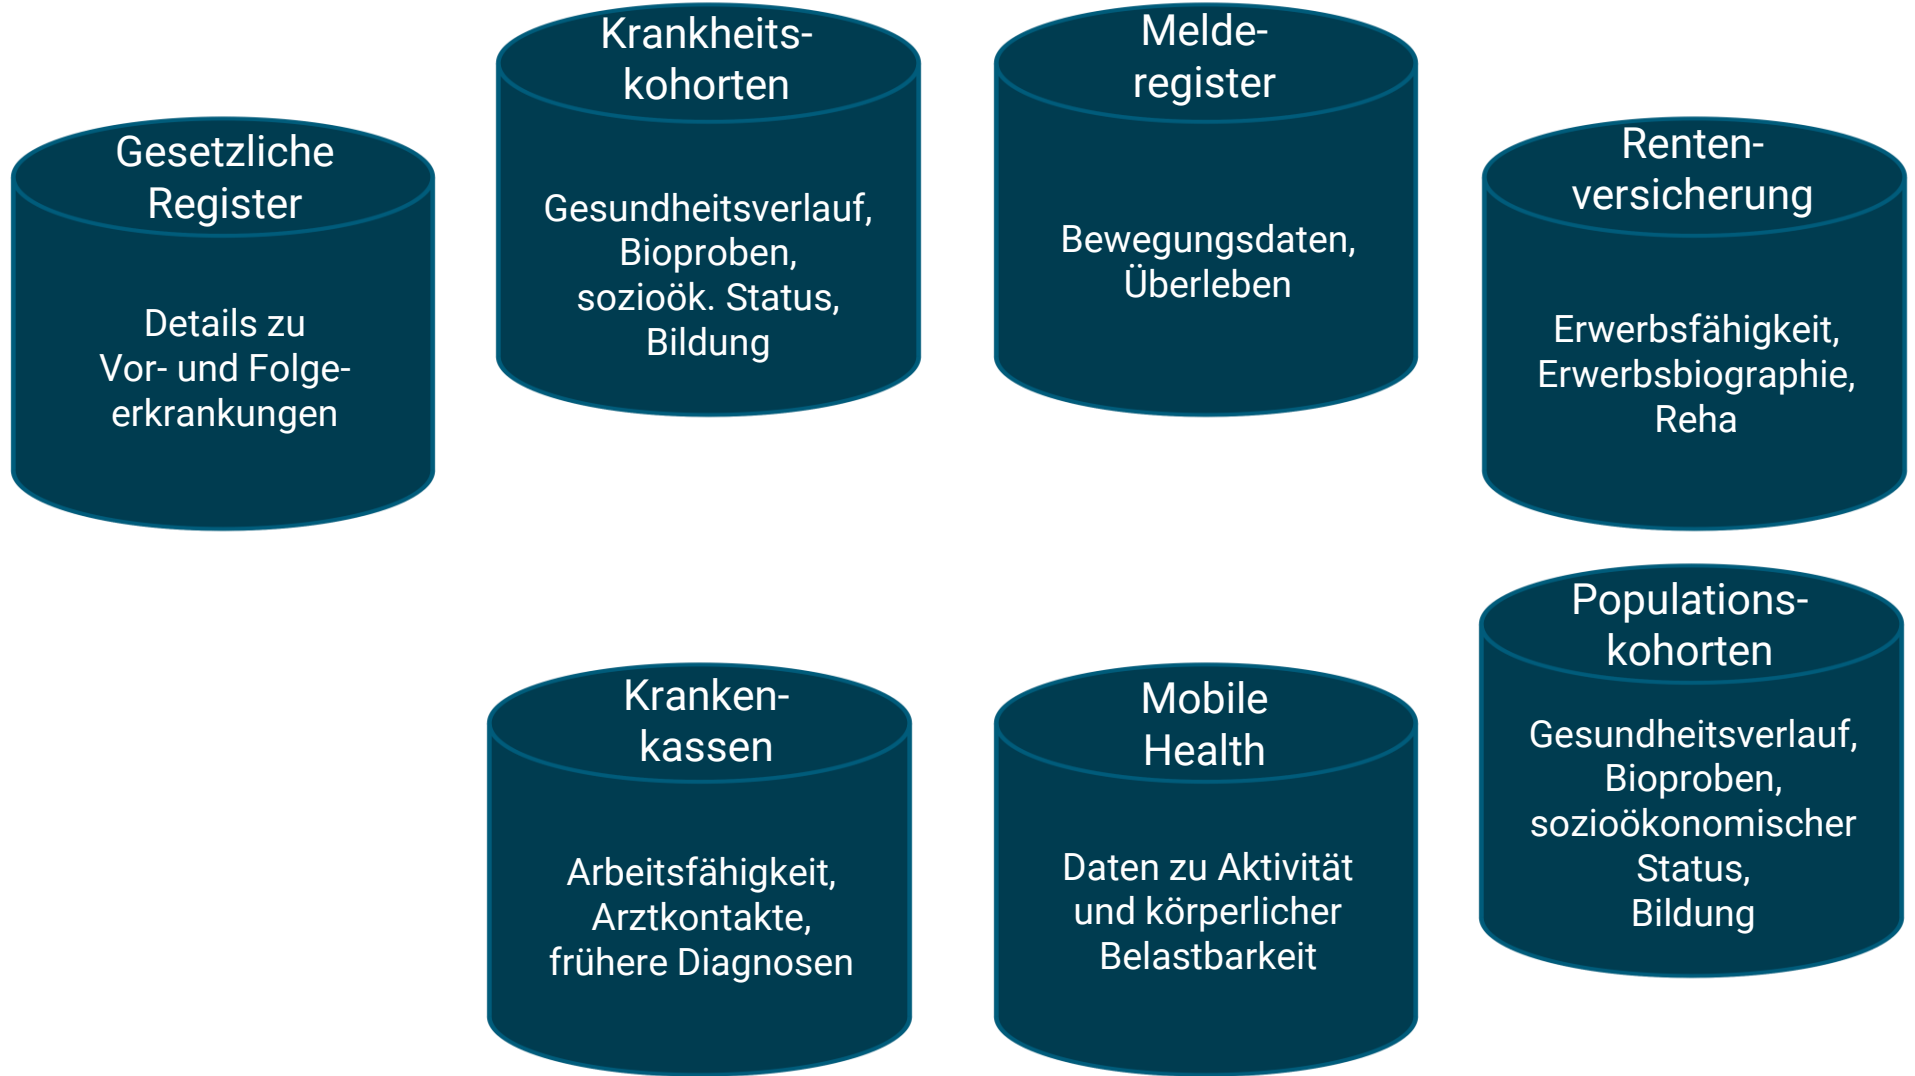 Gesetzliche
Register
Details zu
Vor- und Folge-
erkrankungen
Krankheits-
kohorten
Gesundheitsverlauf,
Bioproben,
sozioök. Status,
Bildung
Melde-
register
Bewegungsdaten,
Überleben
Renten-
versicherung
Erwerbsfähigkeit,
Erwerbsbiographie,
Reha
Kranken-
kassen
Arbeitsfähigkeit,
Arztkontakte,
frühere Diagnosen
Mobile
Health
Daten zu Aktivität
und körperlicher
Belastbarkeit
Populations-
kohorten
Gesundheitsverlauf,
Bioproben,
sozioökonomischer
Status,
Bildung